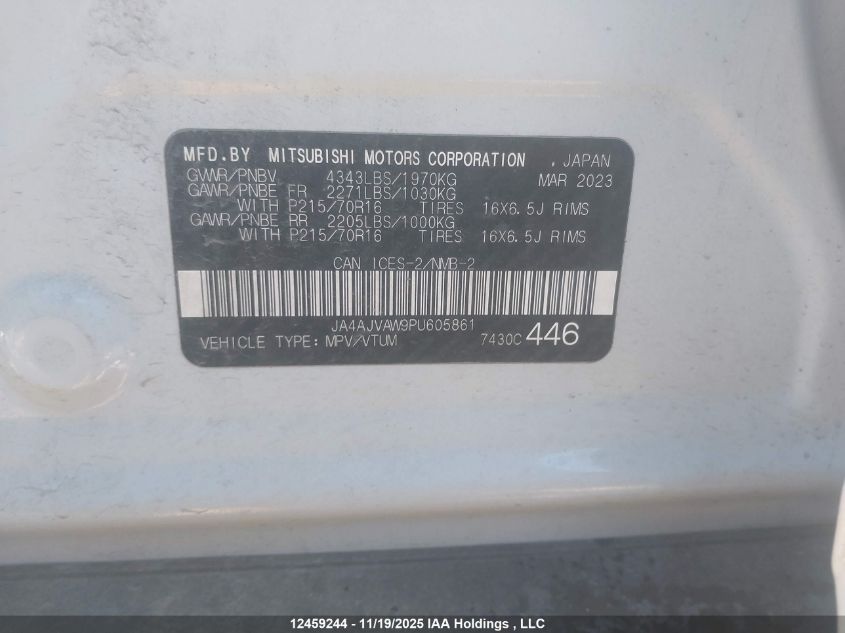 MFD.BY MITSUBISHI MOTORS CORPORATION , JAPAN
GVWR/PNBV 4343LBS/1970KG MAR 2023
GAWR/PNBE FR 2271LBS/1030KG
WITH P215/70R16 TIRES 16X6.5J RIMS
GAWR/PNBE RR 2205LBS/1000KG
WITH P215/70R16 TIRES 16X6.5J RIMS
CAN ICES-2/NMB-2
JA4AJVAW9PU605861
VEHICLE TYPE: MPV/VTUM 7430C 446
12459244 - 11/19/2025 IAA Holdings , LLC